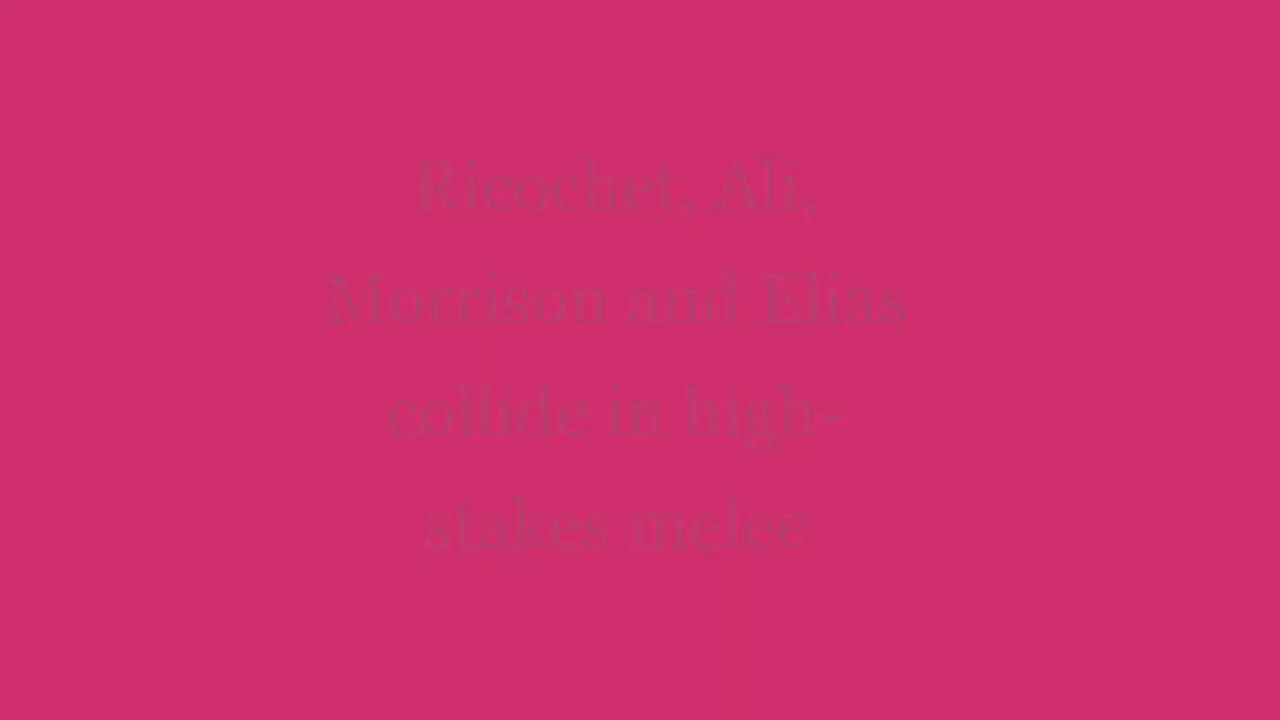 Ricochet, Ali,
Morrison and Elias
collide in high-
stakes melee